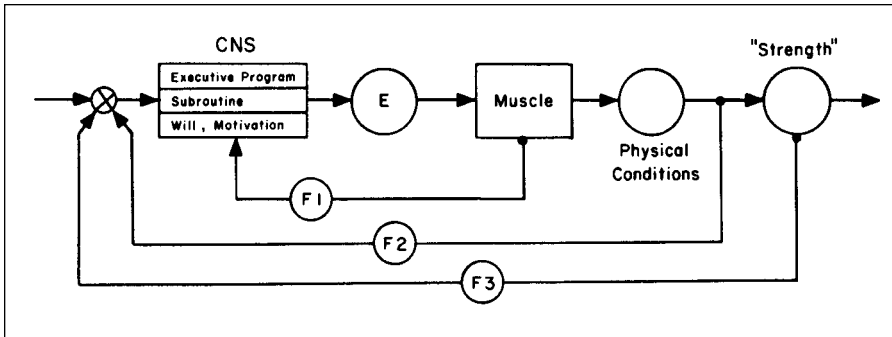 CNS
"Strength"
Executive Program
Subroutine
Will, Motivation
E
Muscle
Physical
Conditions
F1
F2
F3